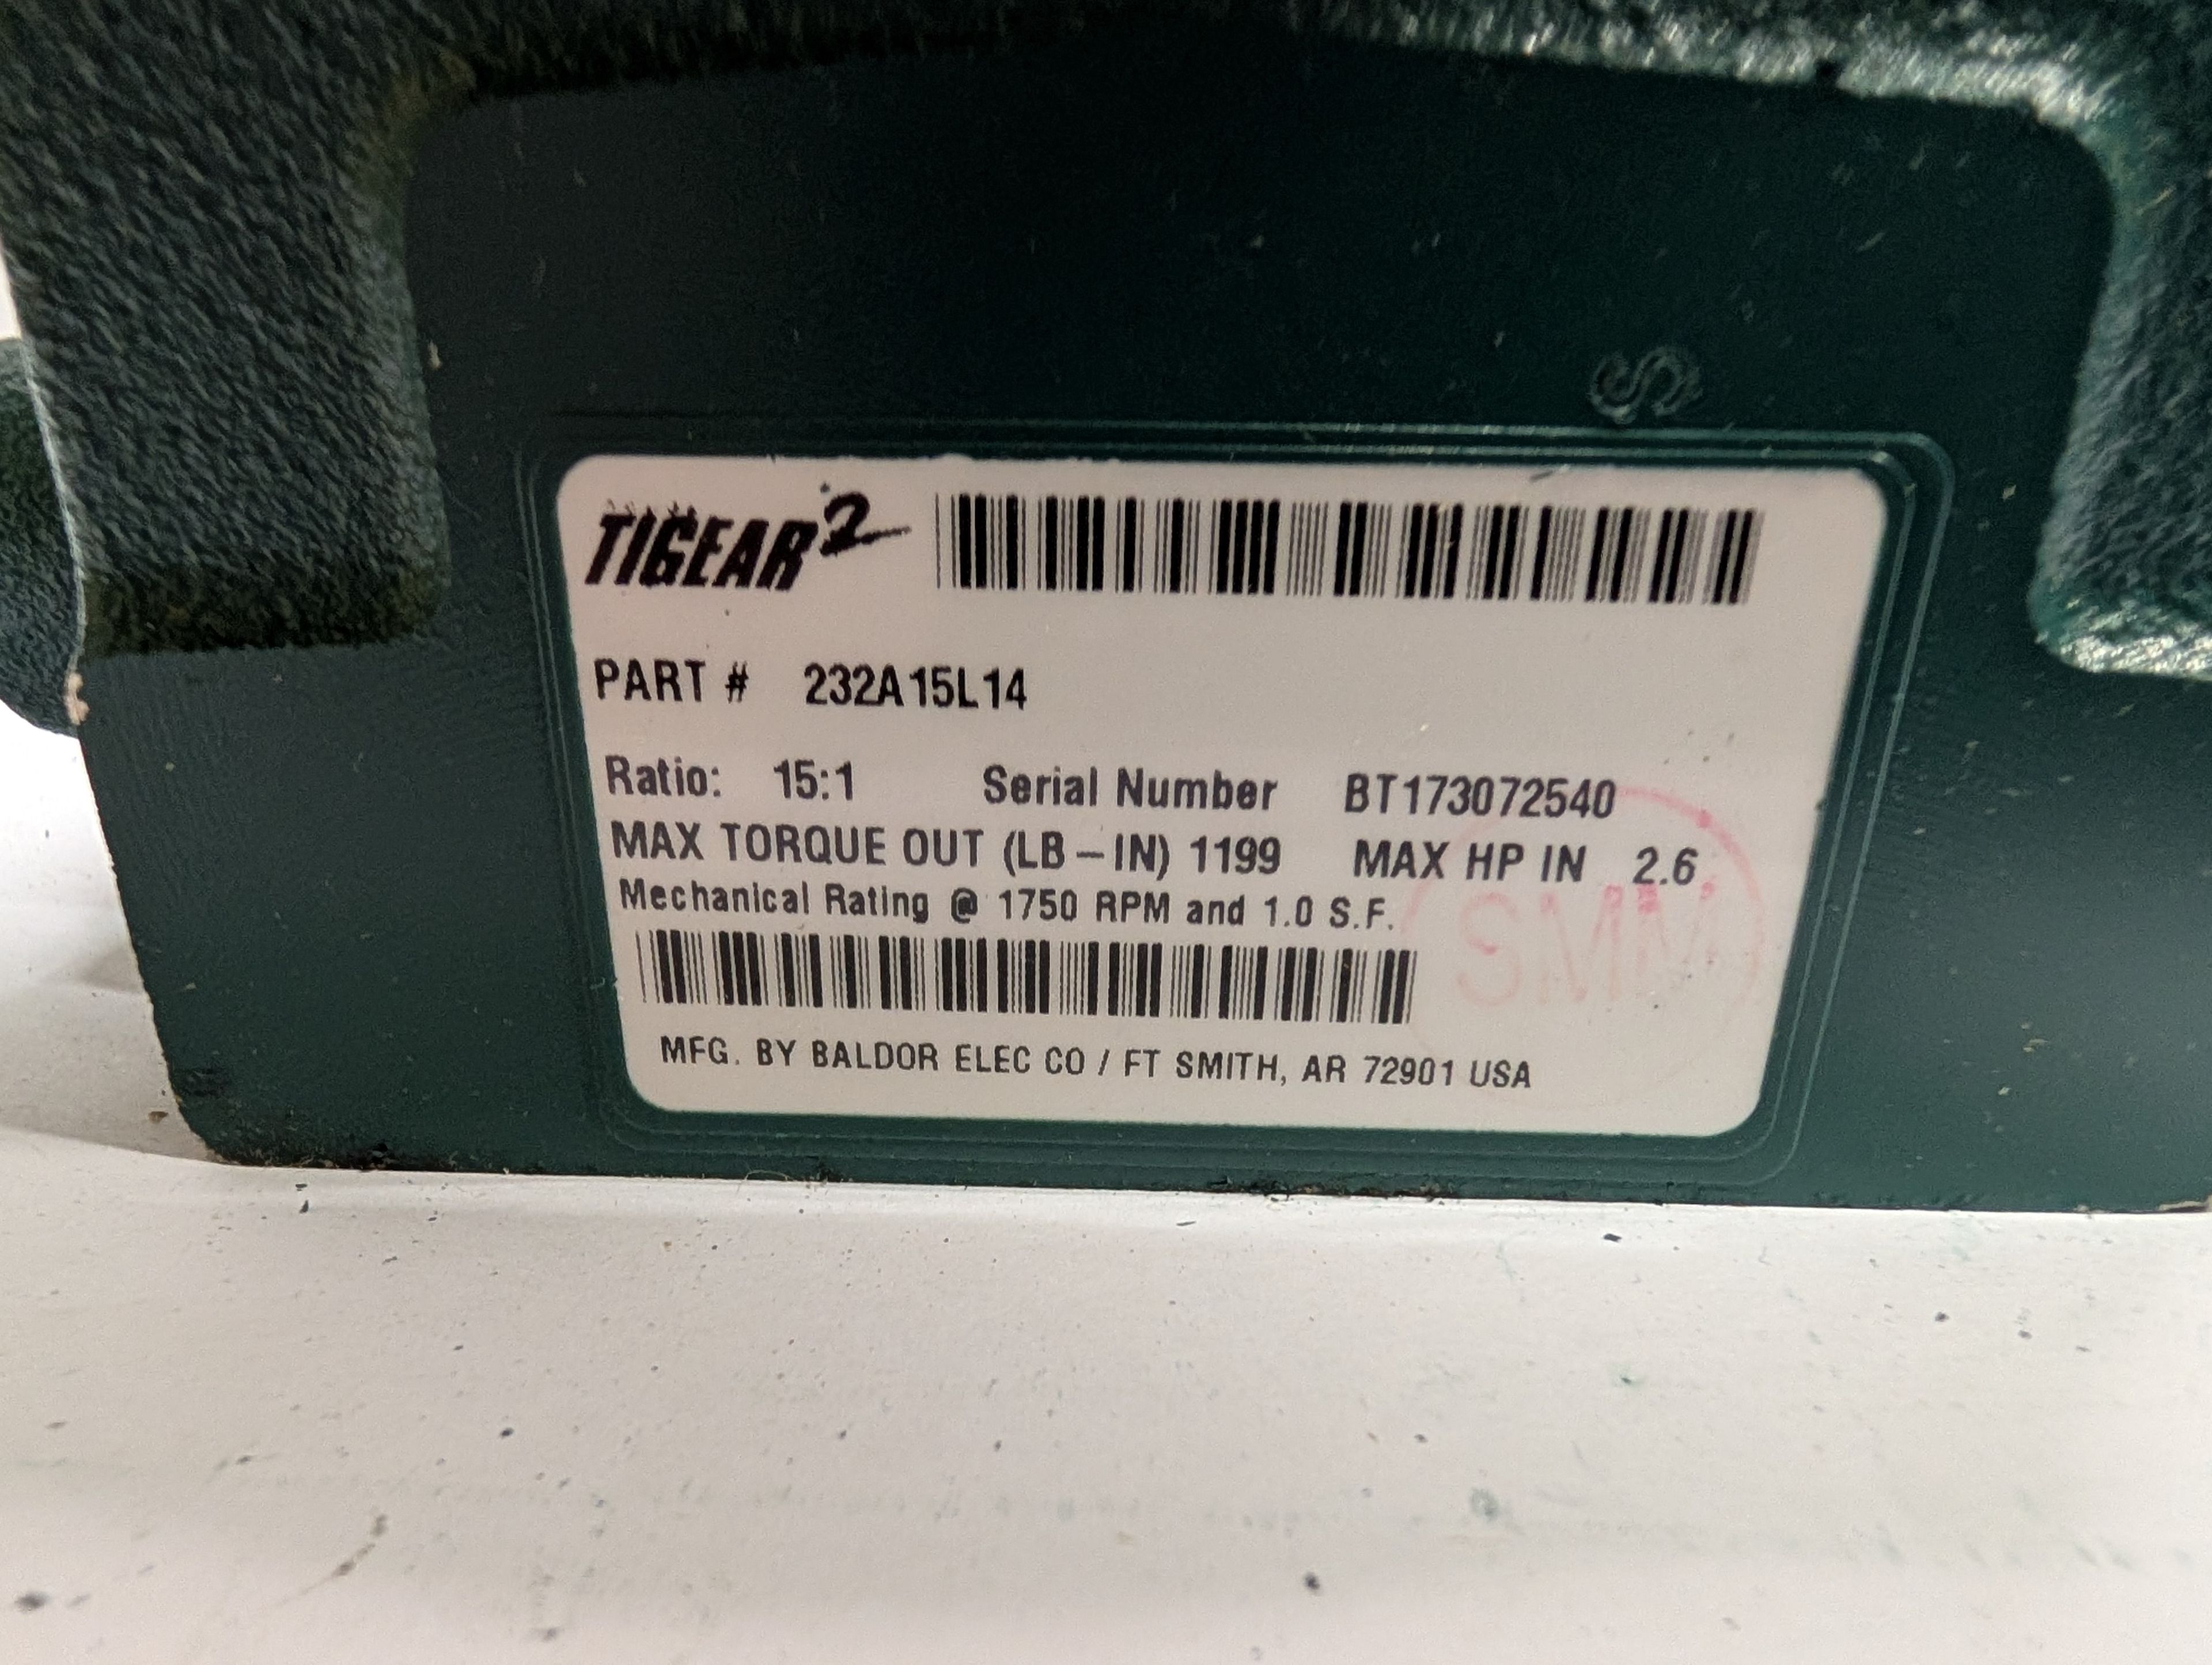 S
TIGEAR2
PART # 232A15L14
Ratio: 15:1 Serial Number BT173072540
MAX TORQUE OUT (LB-IN) 1199 MAX HP IN 2.6
Mechanical Rating @ 1750 RPM and 1.0 S.F.
MFG. BY BALDOR ELEC CO / FT SMITH, AR 72901 USA